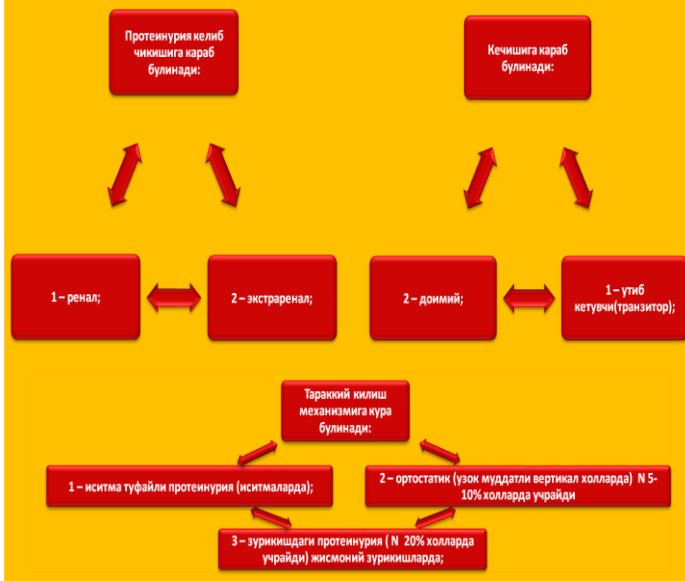 Протеинурия келиб
чикишига караб
булинади:
Кечишига караб
булинади:
1 – ренал;
2 – экстраренал;
2 – доимий;
1 – утиб
кетувчи(транзитор);
Тараккий килиш
механизмига кура
булинади:
1 – иситма туфайли протеинурия (иситмаларда);
2 – ортостатик (узок муддатли вертикал холларда) N 5-
10% холларда учрайди
3 – зурикишдаги протеинурия ( N 20% холларда
учрайди) жисмоний зурикишларда;